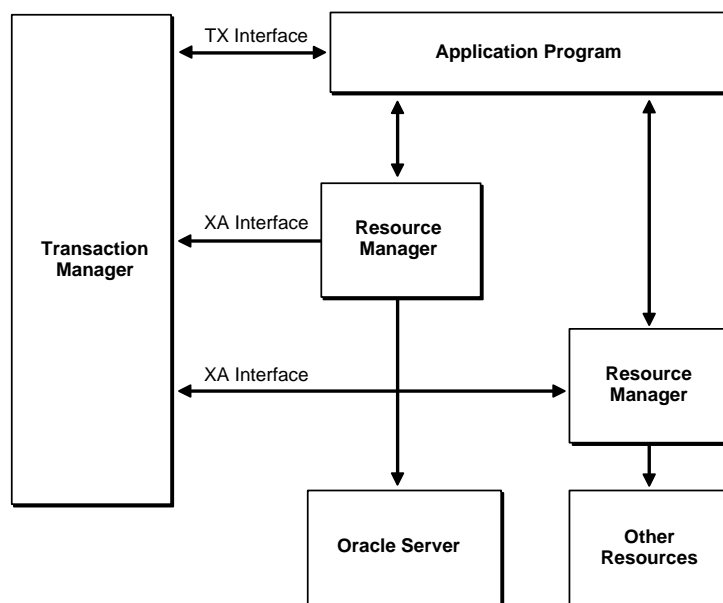 TX Interface
Application Program
XA Interface
Resource
Manager
Transaction
Manager
XA Interface
Resource
Manager
Oracle Server
Other
Resources